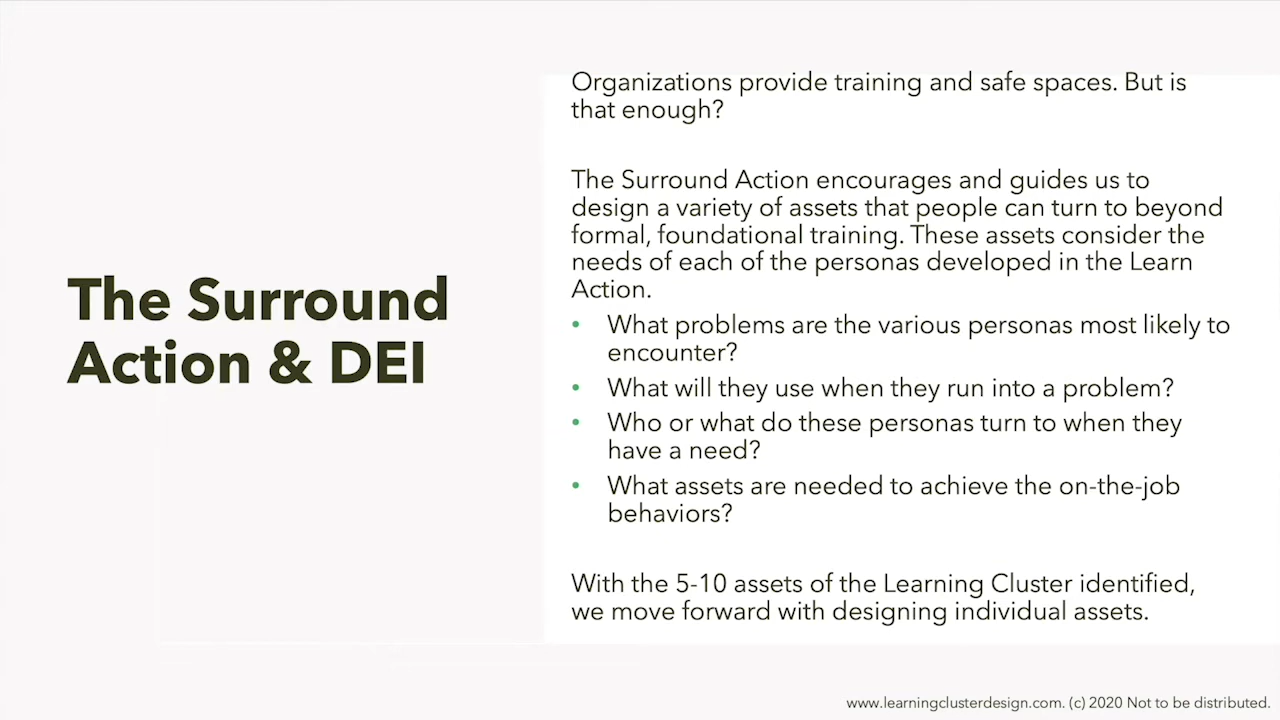 The Surround
Action & DEI
Organizations provide training and safe spaces. But is
that enough?
The Surround Action encourages and guides us to
design a variety of assets that people can turn to beyond
formal, foundational training. These assets consider the
needs of each of the personas developed in the Learn
Action.
• What problems are the various personas most likely to
encounter?
• What will they use when they run into a problem?
• Who or what do these personas turn to when they
have a need?
• What assets are needed to achieve the on-the-job
behaviors?
With the 5-10 assets of the Learning Cluster identified,
we move forward with designing individual assets.
www.learningclusterdesign.com. (c) 2020 Not to be distributed.